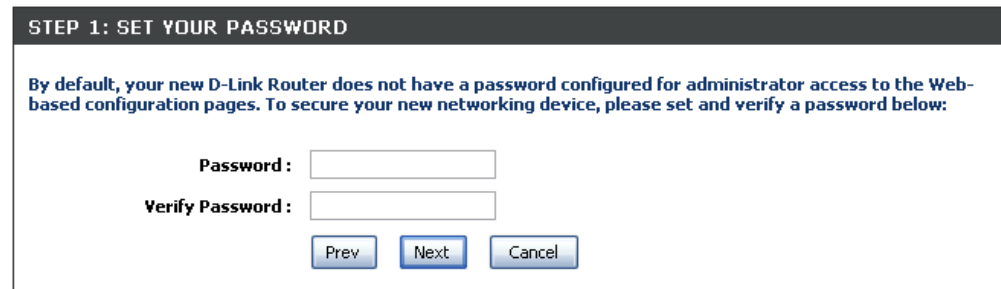 STEP 1: SET YOUR PASSWORD
By default, your new D-Link Router does not have a password configured for administrator access to the Web-
based configuration pages. To secure your new networking device, please set and verify a password below:
Password :
Verify Password :
Prev Next Cancel